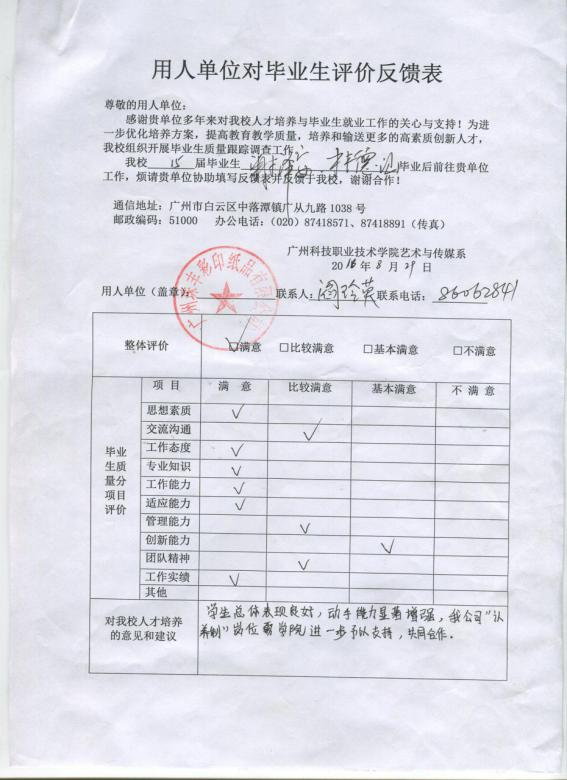 用人单位对毕业生评价反馈表
尊敬的用人单位:
感谢贵单位多年来对我校人才培养与毕业生就业工作的关心与支持!为进
一步优化培养方案,提高教育教学质量,培养和输送更多的高素质创新人才,
我校组织开展毕业生质量跟踪调查工作
我校 15 届毕业生 毕业后前往贵单位
工作,烦请贵单位协助填写反馈表并反馈于我校,谢谢合作!
通信地址:广州市白云区中落潭镇广从九路 1038 号
邮政编码:51000 办公电话:(020)87418571、87418891(传真)
广州科技职业技术学院艺术与传媒系
2016 年 8 月 29 日
用人单位(盖章): 联系人: 联系电话: 86062841
彩印纸品有限公司
整体评价 ☑满意 □比较满意 □基本满意 □不满意
毕业生质量分项目评价
项 目 满 意 比较满意 基本满意 不 满 意
思想素质 ✓
交流沟通 ✓
工作态度 ✓
专业知识 ✓
工作能力 ✓
适应能力 ✓
管理能力 ✓
创新能力 ✓
团队精神 ✓
工作实绩 ✓
其他
对我校人才培养的意见和建议
学生总体表现良好,动手能力显著增强,我公司"认
养制"岗位需学院进一步予以支持,共同合作。